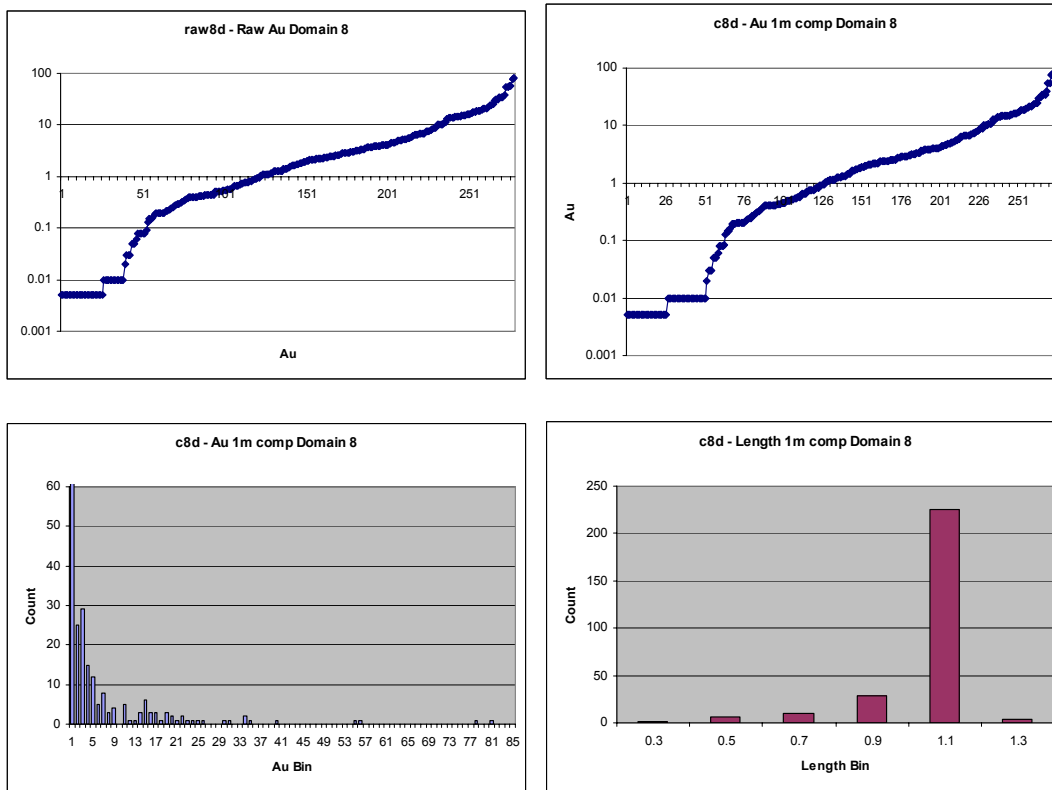 raw8d - Raw Au Domain 8
100
10
1
0.1
0.01
0.001
1 51 101 151 201 251
Au
c8d - Au 1m comp Domain 8
100
10
1
0.1
0.01
0.001
1 26 51 76 101 126 151 176 201 226 251
Au
c8d - Au 1m comp Domain 8
60
50
40
30
20
10
0
Count
1 5 9 13 17 21 25 29 33 37 41 45 49 53 57 61 65 69 73 77 81 85
Au Bin
c8d - Length 1m comp Domain 8
250
200
150
100
50
0
Count
0.3 0.5 0.7 0.9 1.1 1.3
Length Bin